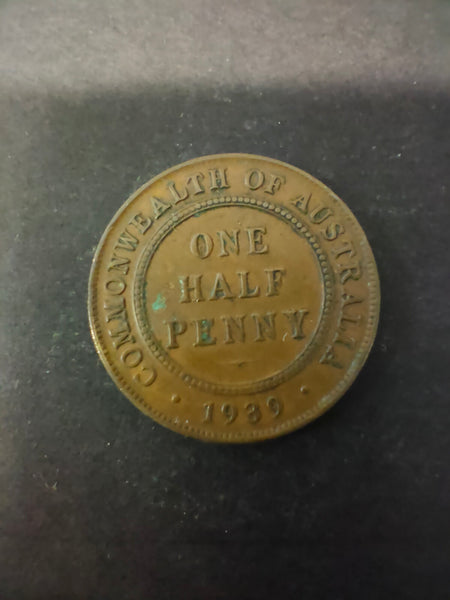 COMMONWEALTH OF AUSTRALIA
ONE
HALF
PENNY
· 1939 ·